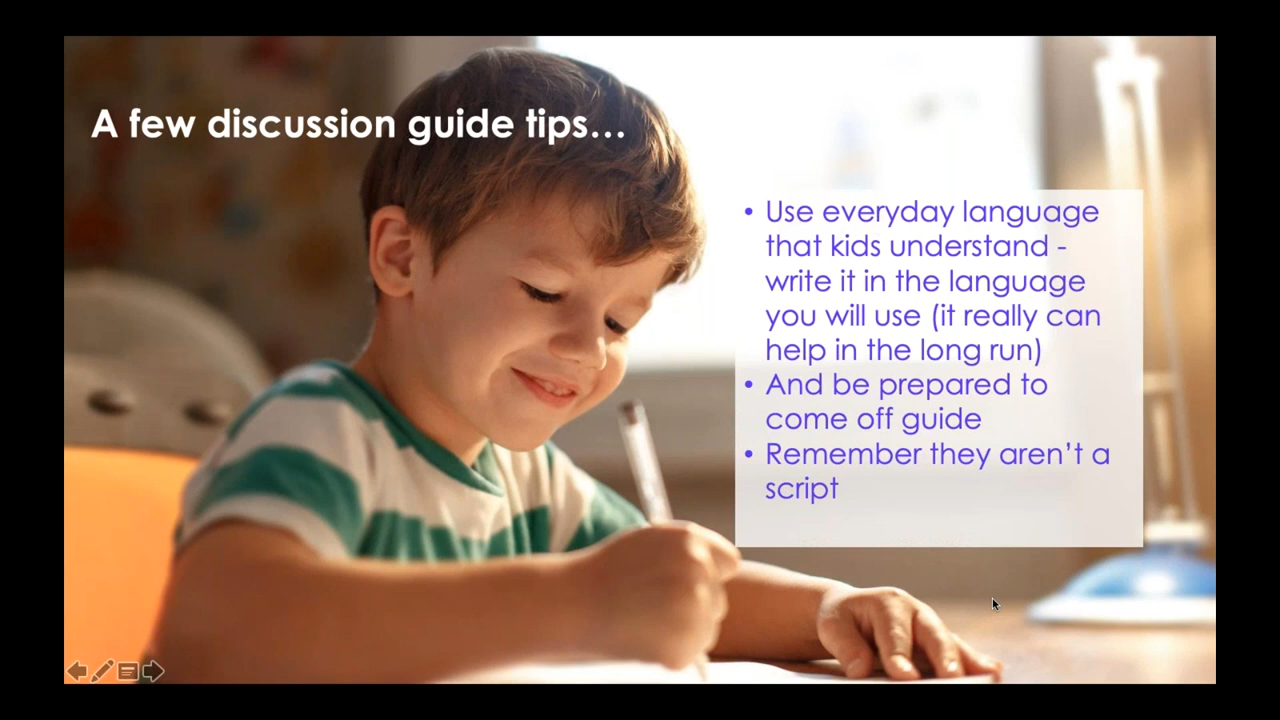 A few discussion guide tips...
• Use everyday language
that kids understand -
write it in the language
you will use (it really can
help in the long run)
• And be prepared to
come off guide
• Remember they aren’t a
script